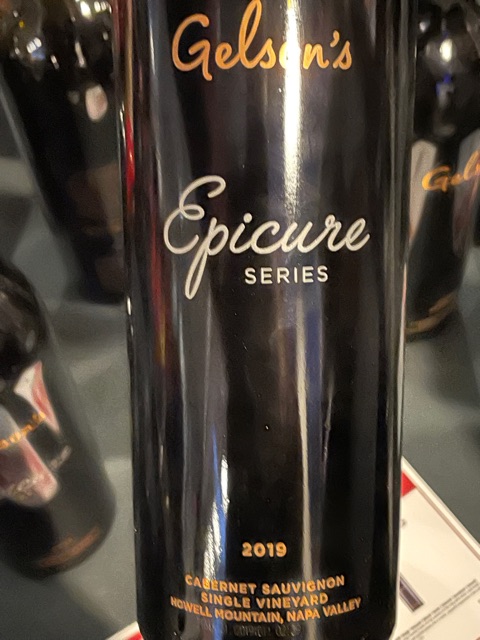 Gelson's
Epicure
SERIES
2019
CABERNET SAUVIGNON
SINGLE VINEYARD
HOWELL MOUNTAIN, NAPA VALLEY